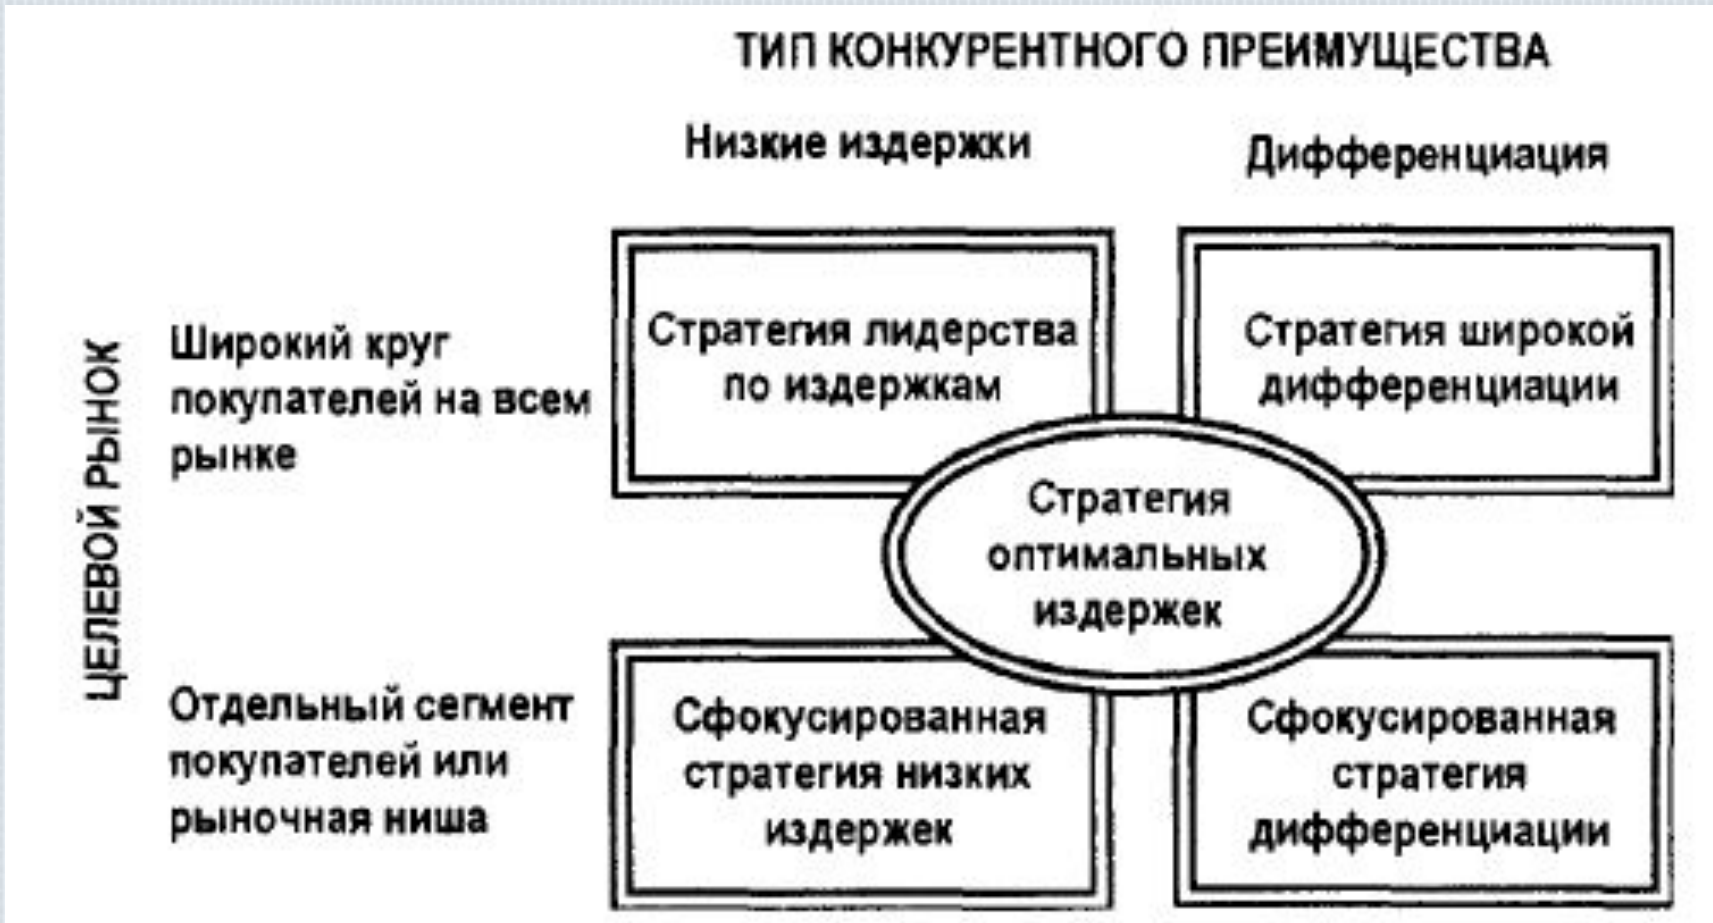 ТИП КОНКУРЕНТНОГО ПРЕИМУЩЕСТВА
Низкие издержки
Дифференциация
ЦЕЛЕВОЙ РЫНОК
Широкий круг
покупателей на всем
рынке
Стратегия лидерства
по издержкам
Стратегия широкой
дифференциации
Стратегия
оптимальных
издержек
Отдельный сегмент
покупателей или
рыночная ниша
Сфокусированная
стратегия низких
издержек
Сфокусированная
стратегия
дифференциации